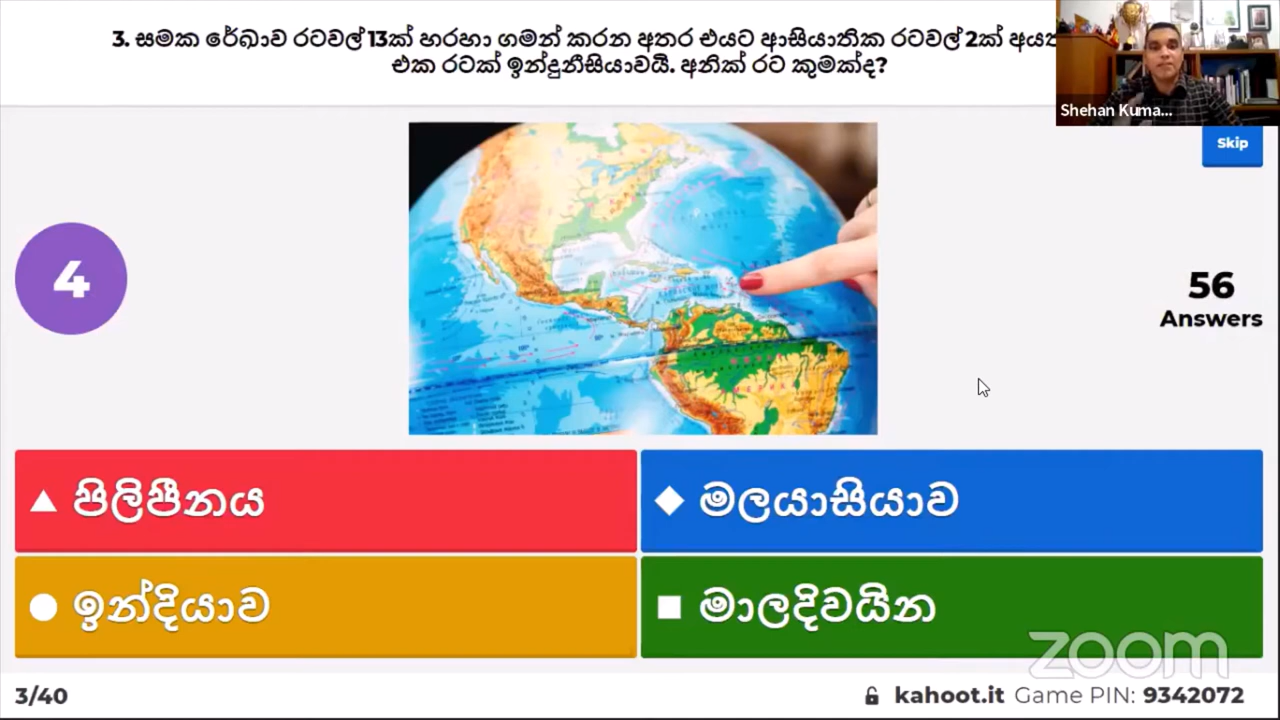 3. සමක රේඛාව රටවල් 13ක් හරහා ගමන් කරන අතර එයට ආසියාතික රටවල් 2ක්
එක රටක් ඉන්දුනීසියාවයි. අනික් රට කුමක්ද?
Shehan Kuma...
Skip
4
56
Answers
පිලිපීනය
මලයාසියාව
ඉන්දියාව
මාලදිවයින
zoom
3/40
kahoot.it Game PIN: 9342072